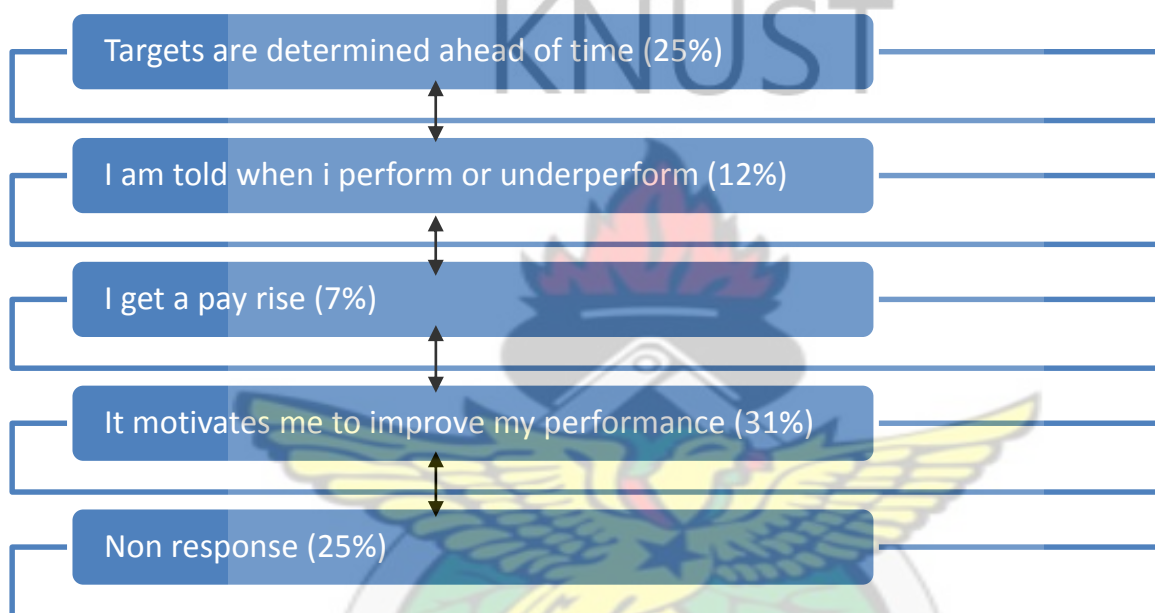 KNUST
Targets are determined ahead of time (25%)
I am told when i perform or underperform (12%)
I get a pay rise (7%)
It motivates me to improve my performance (31%)
Non response (25%)